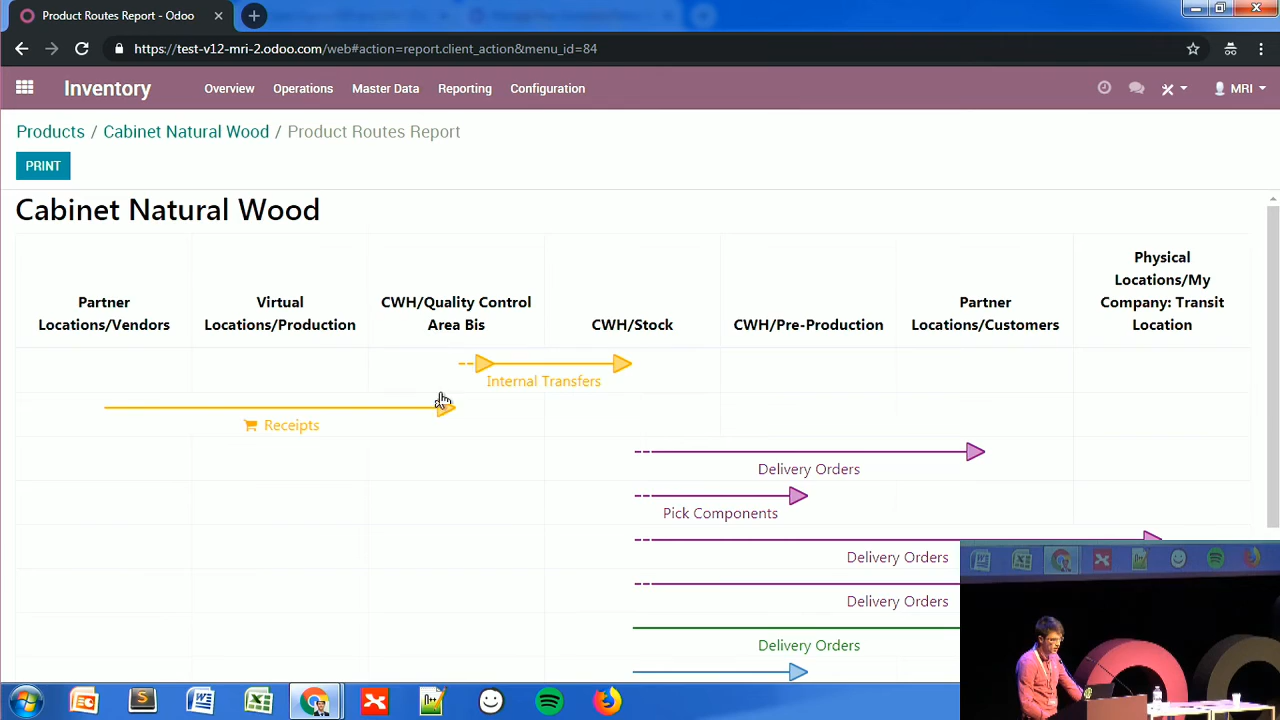 Product Routes Report - Odoo
https://test-v12-mri-2.odoo.com/web#action=report.client_action&menu_id=84
Inventory Overview Operations Master Data Reporting Configuration MRI
Products / Cabinet Natural Wood / Product Routes Report
PRINT
Cabinet Natural Wood
Partner
Locations/Vendors
Virtual
Locations/Production
CWH/Quality Control
Area Bis
CWH/Stock
CWH/Pre-Production
Partner
Locations/Customers
Physical
Locations/My
Company: Transit
Location
Internal Transfers
Receipts
Delivery Orders
Pick Components
Delivery Orders
Delivery Orders
Delivery Orders